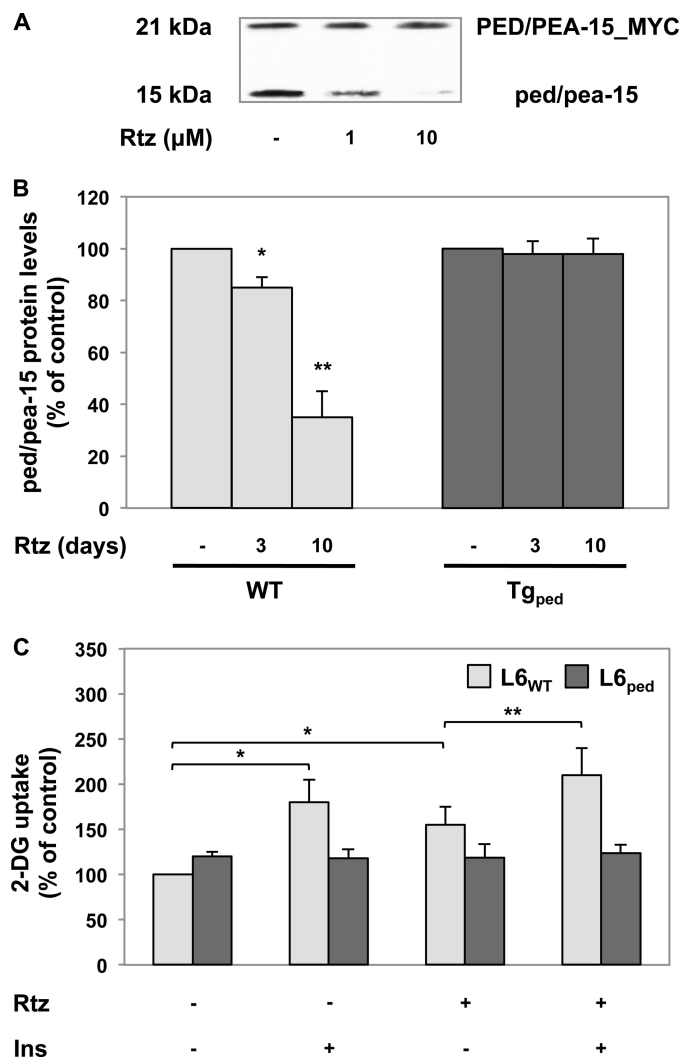 A
21 kDa PED/PEA-15_MYC
15 kDa ped/pea-15
Rtz (µM) - 1 10
B
ped/pea-15 protein levels
(% of control)
120
100
80
60
40
20
0
*
**
Rtz (days) - 3 10 - 3 10
WT Tgped
C
2-DG uptake
(% of control)
350
300
250
200
150
100
50
0
L6WT L6ped
*
*
**
Rtz - - + +
Ins - + - +